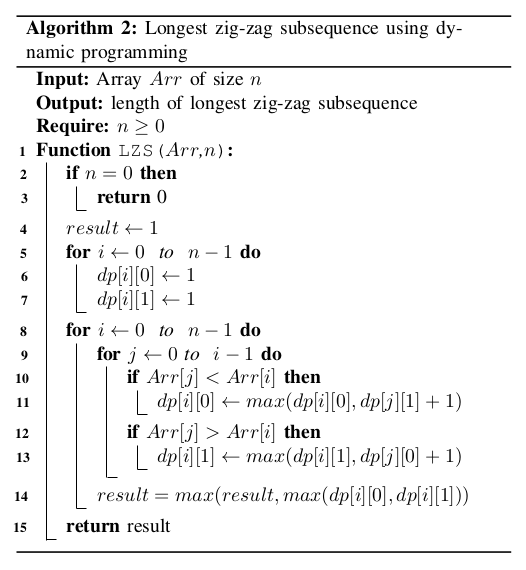 Algorithm 2: Longest zig-zag subsequence using dy-
namic programming
Input: Array Arr of size n
Output: length of longest zig-zag subsequence
Require: n ≥ 0
1 Function LZS(Arr,n):
2 if n = 0 then
3 return 0
4 result ← 1
5 for i ← 0 to n − 1 do
6 dp[i][0] ← 1
7 dp[i][1] ← 1
8 for i ← 0 to n − 1 do
9 for j ← 0 to i − 1 do
10 if Arr[j] < Arr[i] then
11 dp[i][0] ← max(dp[i][0], dp[j][1] + 1)
12 if Arr[j] > Arr[i] then
13 dp[i][1] ← max(dp[i][1], dp[j][0] + 1)
14 result = max(result, max(dp[i][0], dp[i][1]))
15 return result